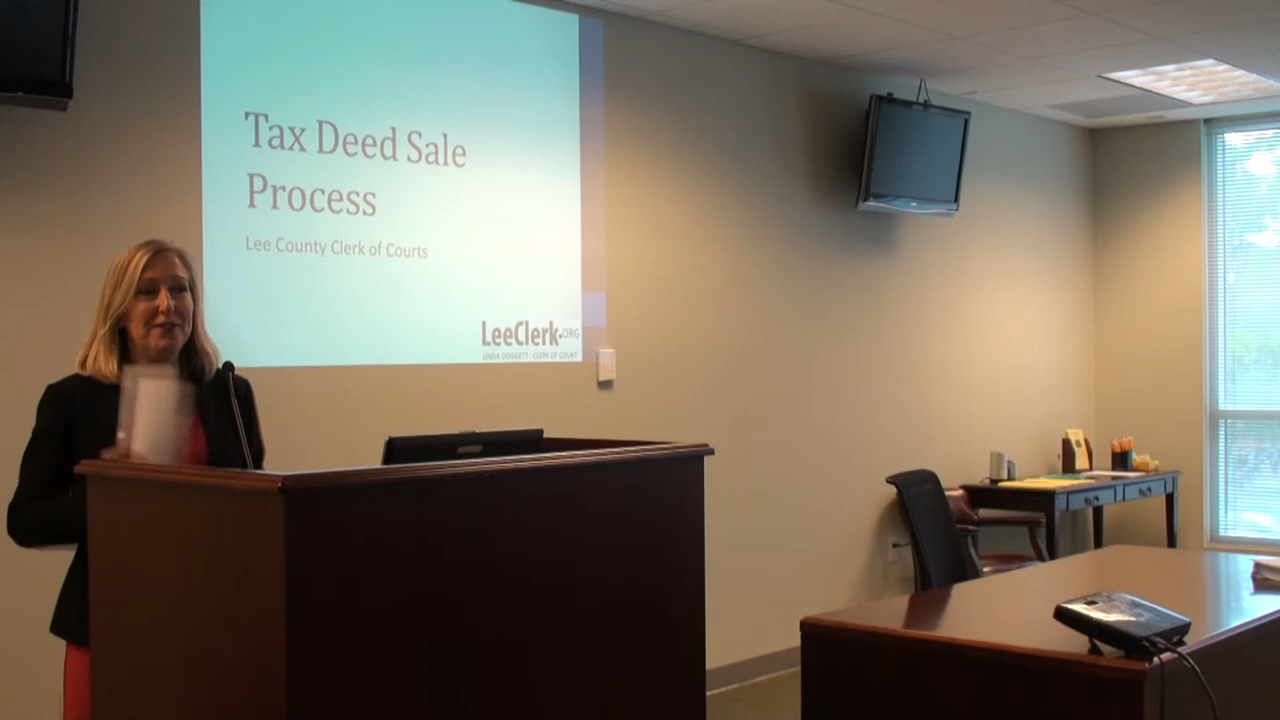 Tax Deed Sale
Process
Lee County Clerk of Courts
LeeClerk.ORG
LINDA DOGGETT | CLERK OF COURT